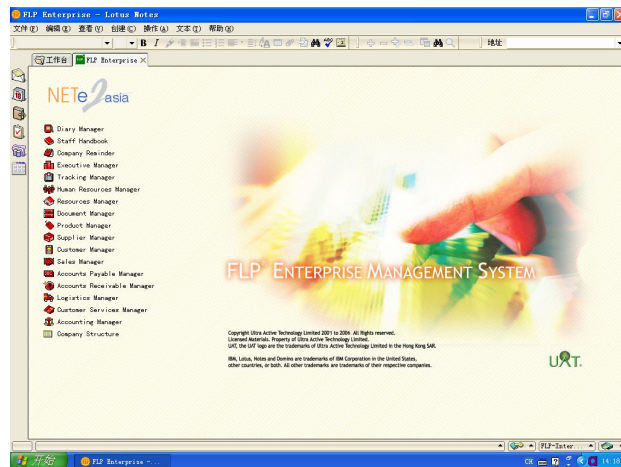 FLP Enterprise - Lotus Notes
文件(F) 编辑(E) 查看(V) 创建(C) 操作(A) 文本(T) 帮助(H)
B I 地址
工作台 FLP Enterprise
NETe2asia
Diary Manager
Staff Handbook
Company Reminder
Executive Manager
Tracking Manager
Human Resources Manager
Resources Manager
Document Manager
Product Manager
Supplier Manager
Customer Manager
Sales Manager
Accounts Payable Manager
Accounts Receivable Manager
Logistics Manager
Customer Services Manager
Accounting Manager
Company Structure
FLP ENTERPRISE MANAGEMENT SYSTEM
Copyright Ultra Active Technology Limited 2001 to 2006. All Rights reserved.
Licensed Materials. Property of Ultra Active Technology Limited.
UAT, the UAT logo are the trademarks of Ultra Active Technology Limited in the Hong Kong SAR.
IBM, Lotus, Notes and Domino are trademarks of IBM Corporation in the United States,
other countries, or both. All other trademarks are trademarks of their respective companies.
UAT.
FLP-Inter...
开始 FLP Enterprise -... CH 14:18